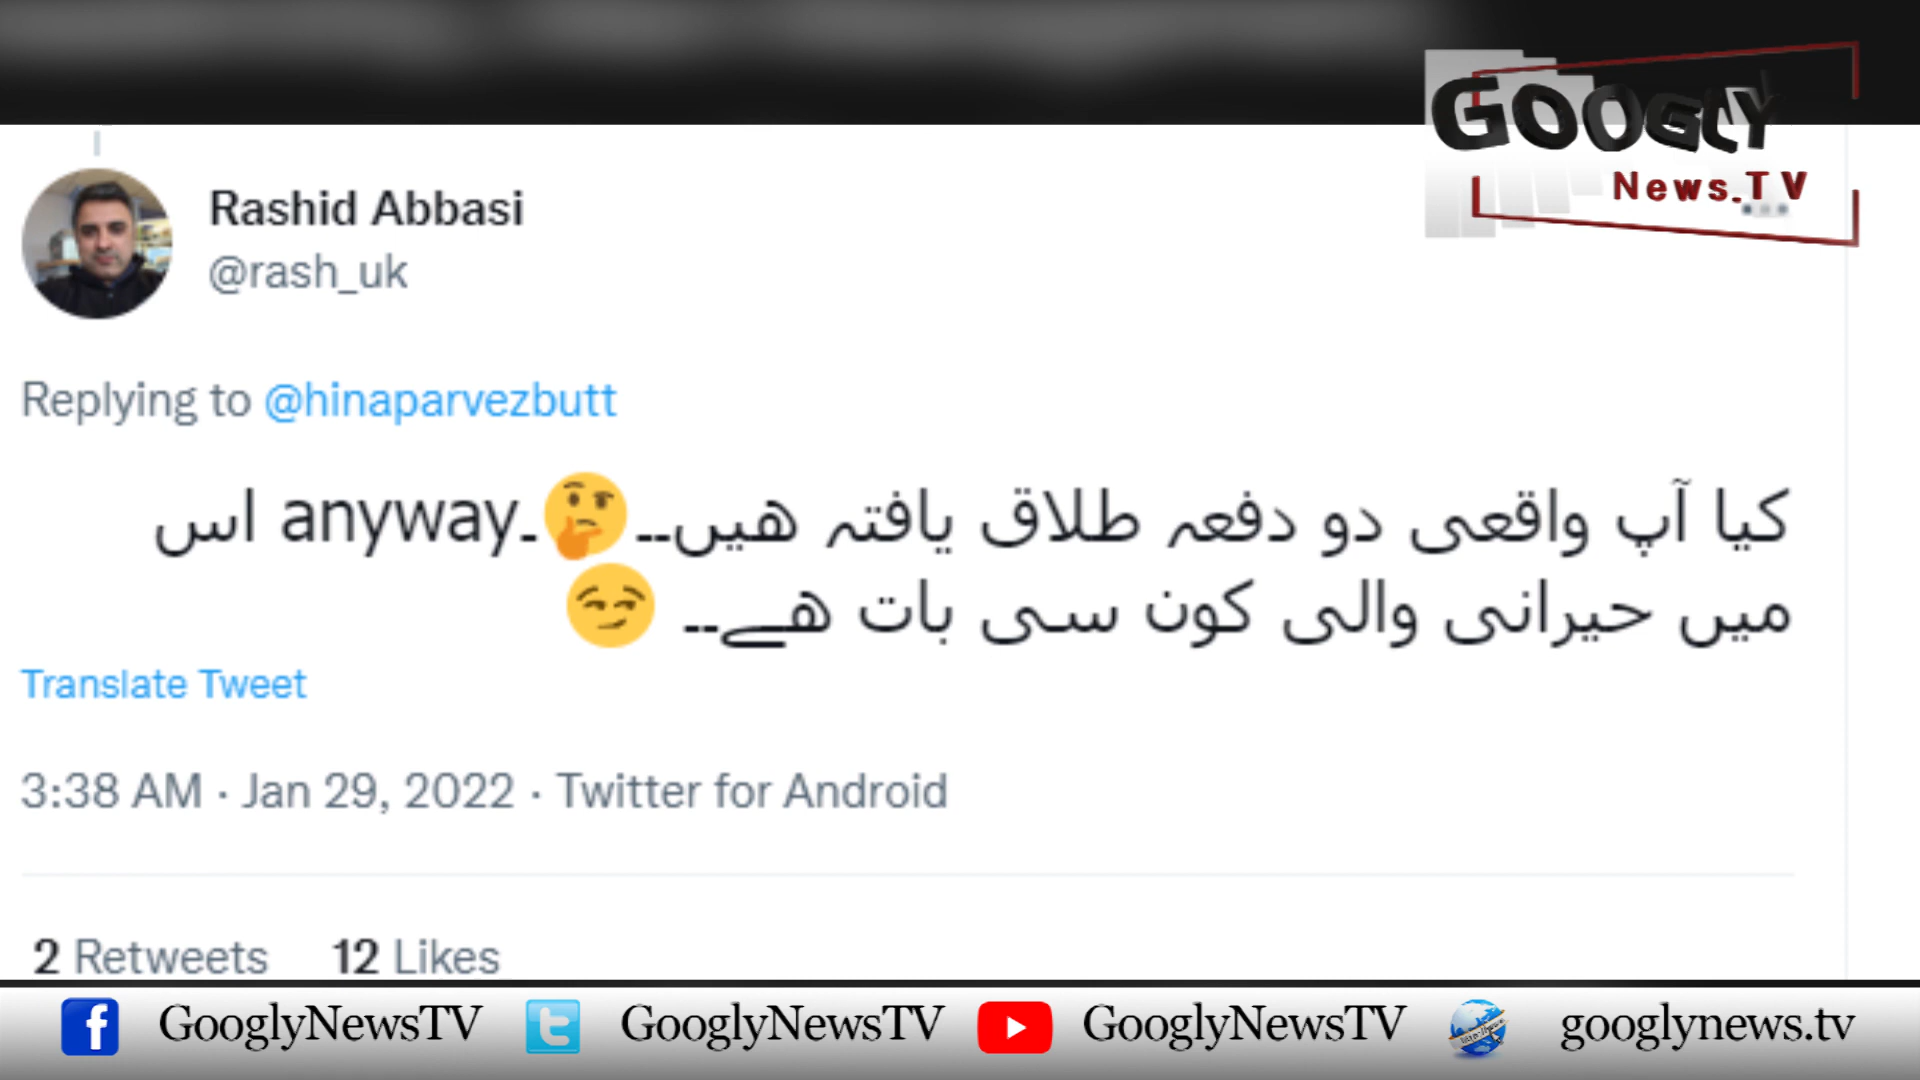 GOOGLY
News.TV
Rashid Abbasi
@rash_uk
Replying to @hinaparvezbutt
کیا آپ واقعی دو دفعہ طلاق یافتہ ھیں۔۔🤔۔anyway اس
میں حیرانی والی کون سی بات ھے۔۔ 😏
Translate Tweet
3:38 AM · Jan 29, 2022 · Twitter for Android
2 Retweets 12 Likes
GooglyNewsTV GooglyNewsTV GooglyNewsTV googlynews.tv